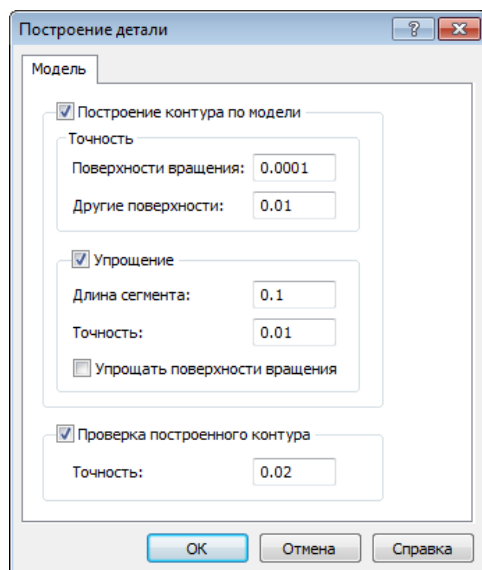 Построение детали
Модель
Построение контура по модели
Точность
Поверхности вращения: 0.0001
Другие поверхности: 0.01
Упрощение
Длина сегмента: 0.1
Точность: 0.01
Упрощать поверхности вращения
Проверка построенного контура
Точность: 0.02
ОК Отмена Справка